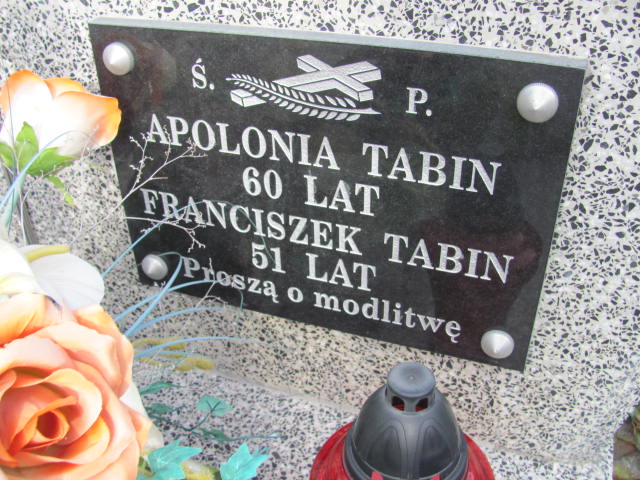 Ś. P.
APOLONIA TABIN
60 LAT
FRANCISZEK TABIN
51 LAT
Proszą o modlitwę